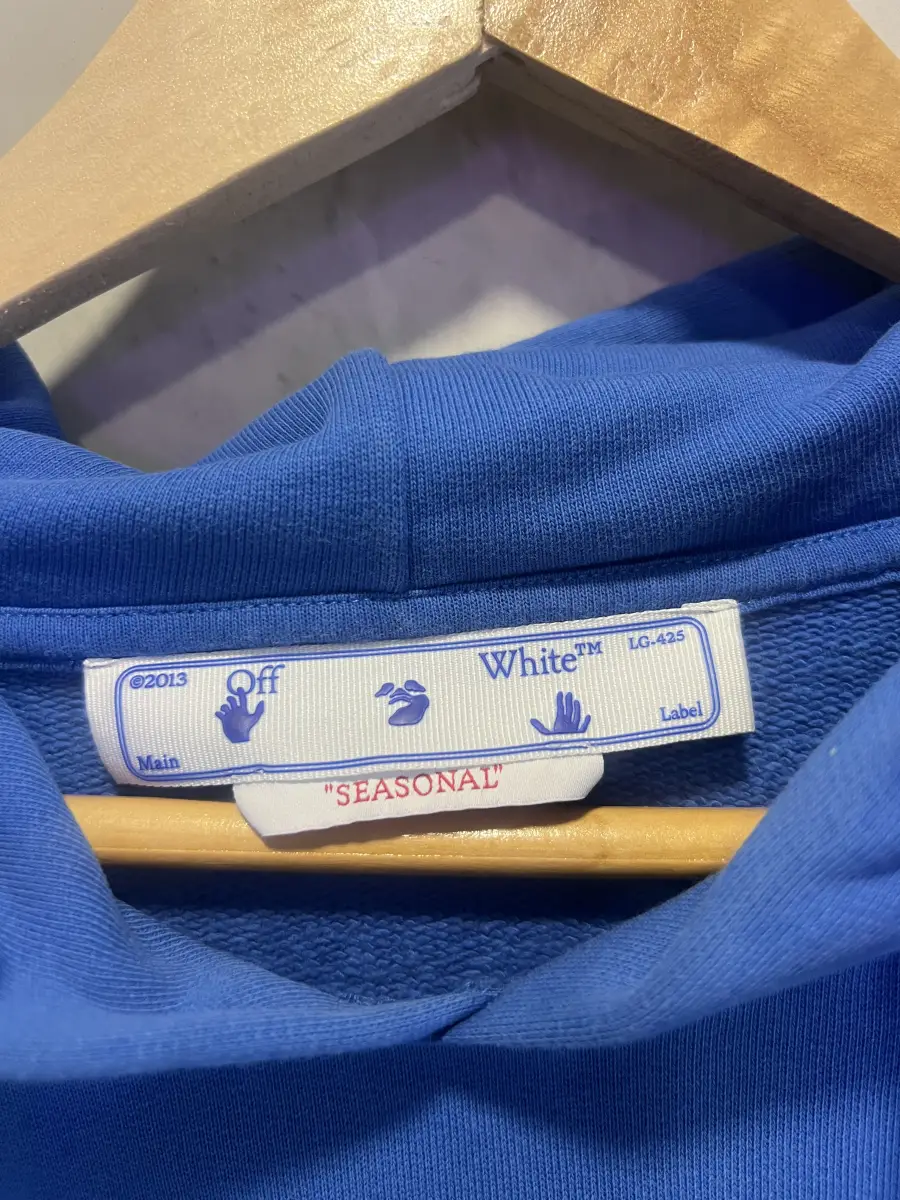 ©2013 Off White™ LG-425
Main Label
"SEASONAL"